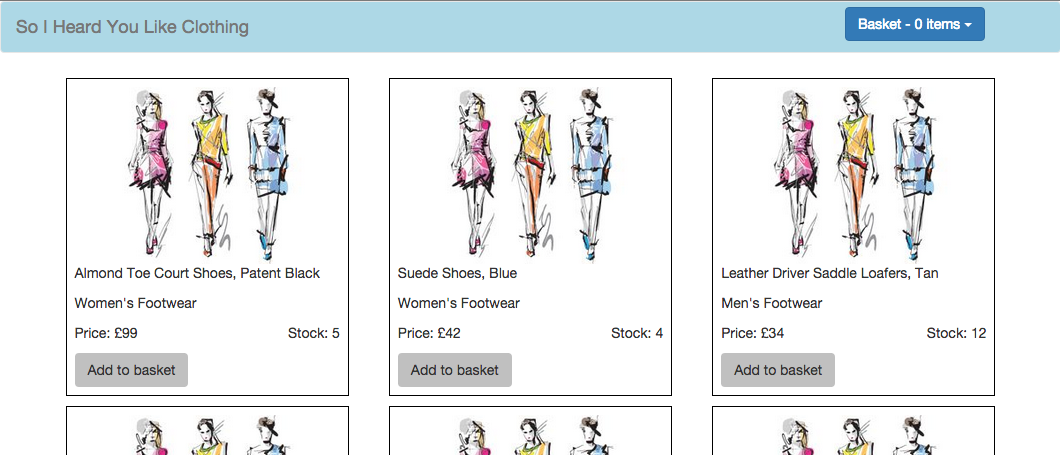 So I Heard You Like Clothing
Basket - 0 items
Almond Toe Court Shoes, Patent Black
Women's Footwear
Price: £99 Stock: 5
Add to basket
Suede Shoes, Blue
Women's Footwear
Price: £42 Stock: 4
Add to basket
Leather Driver Saddle Loafers, Tan
Men's Footwear
Price: £34 Stock: 12
Add to basket